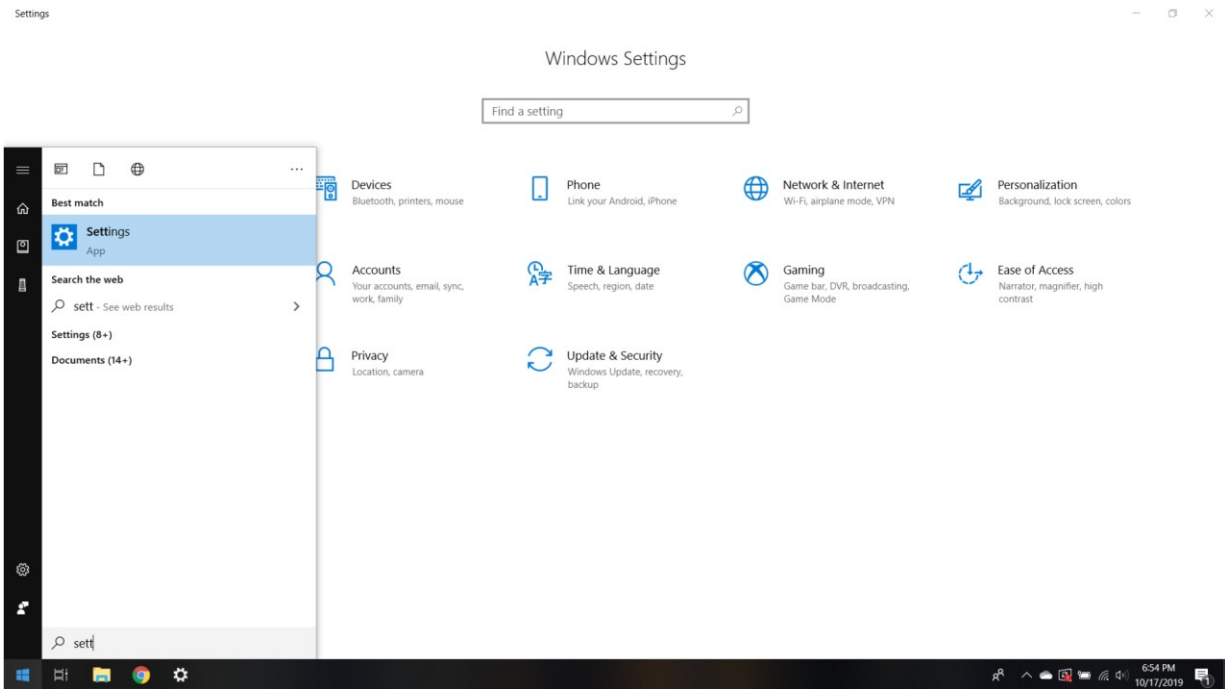 Settings
Windows Settings
Find a setting
Best match
Settings
App
Search the web
sett - See web results
Settings (8+)
Documents (14+)
sett
Devices
Bluetooth, printers, mouse
Phone
Link your Android, iPhone
Network & Internet
Wi-Fi, airplane mode, VPN
Personalization
Background, lock screen, colors
Accounts
Your accounts, email, sync,
work, family
Time & Language
Speech, region, date
Gaming
Game bar, DVR, broadcasting,
Game Mode
Ease of Access
Narrator, magnifier, high
contrast
Privacy
Location, camera
Update & Security
Windows Update, recovery,
backup
6:54 PM
10/17/2019
1